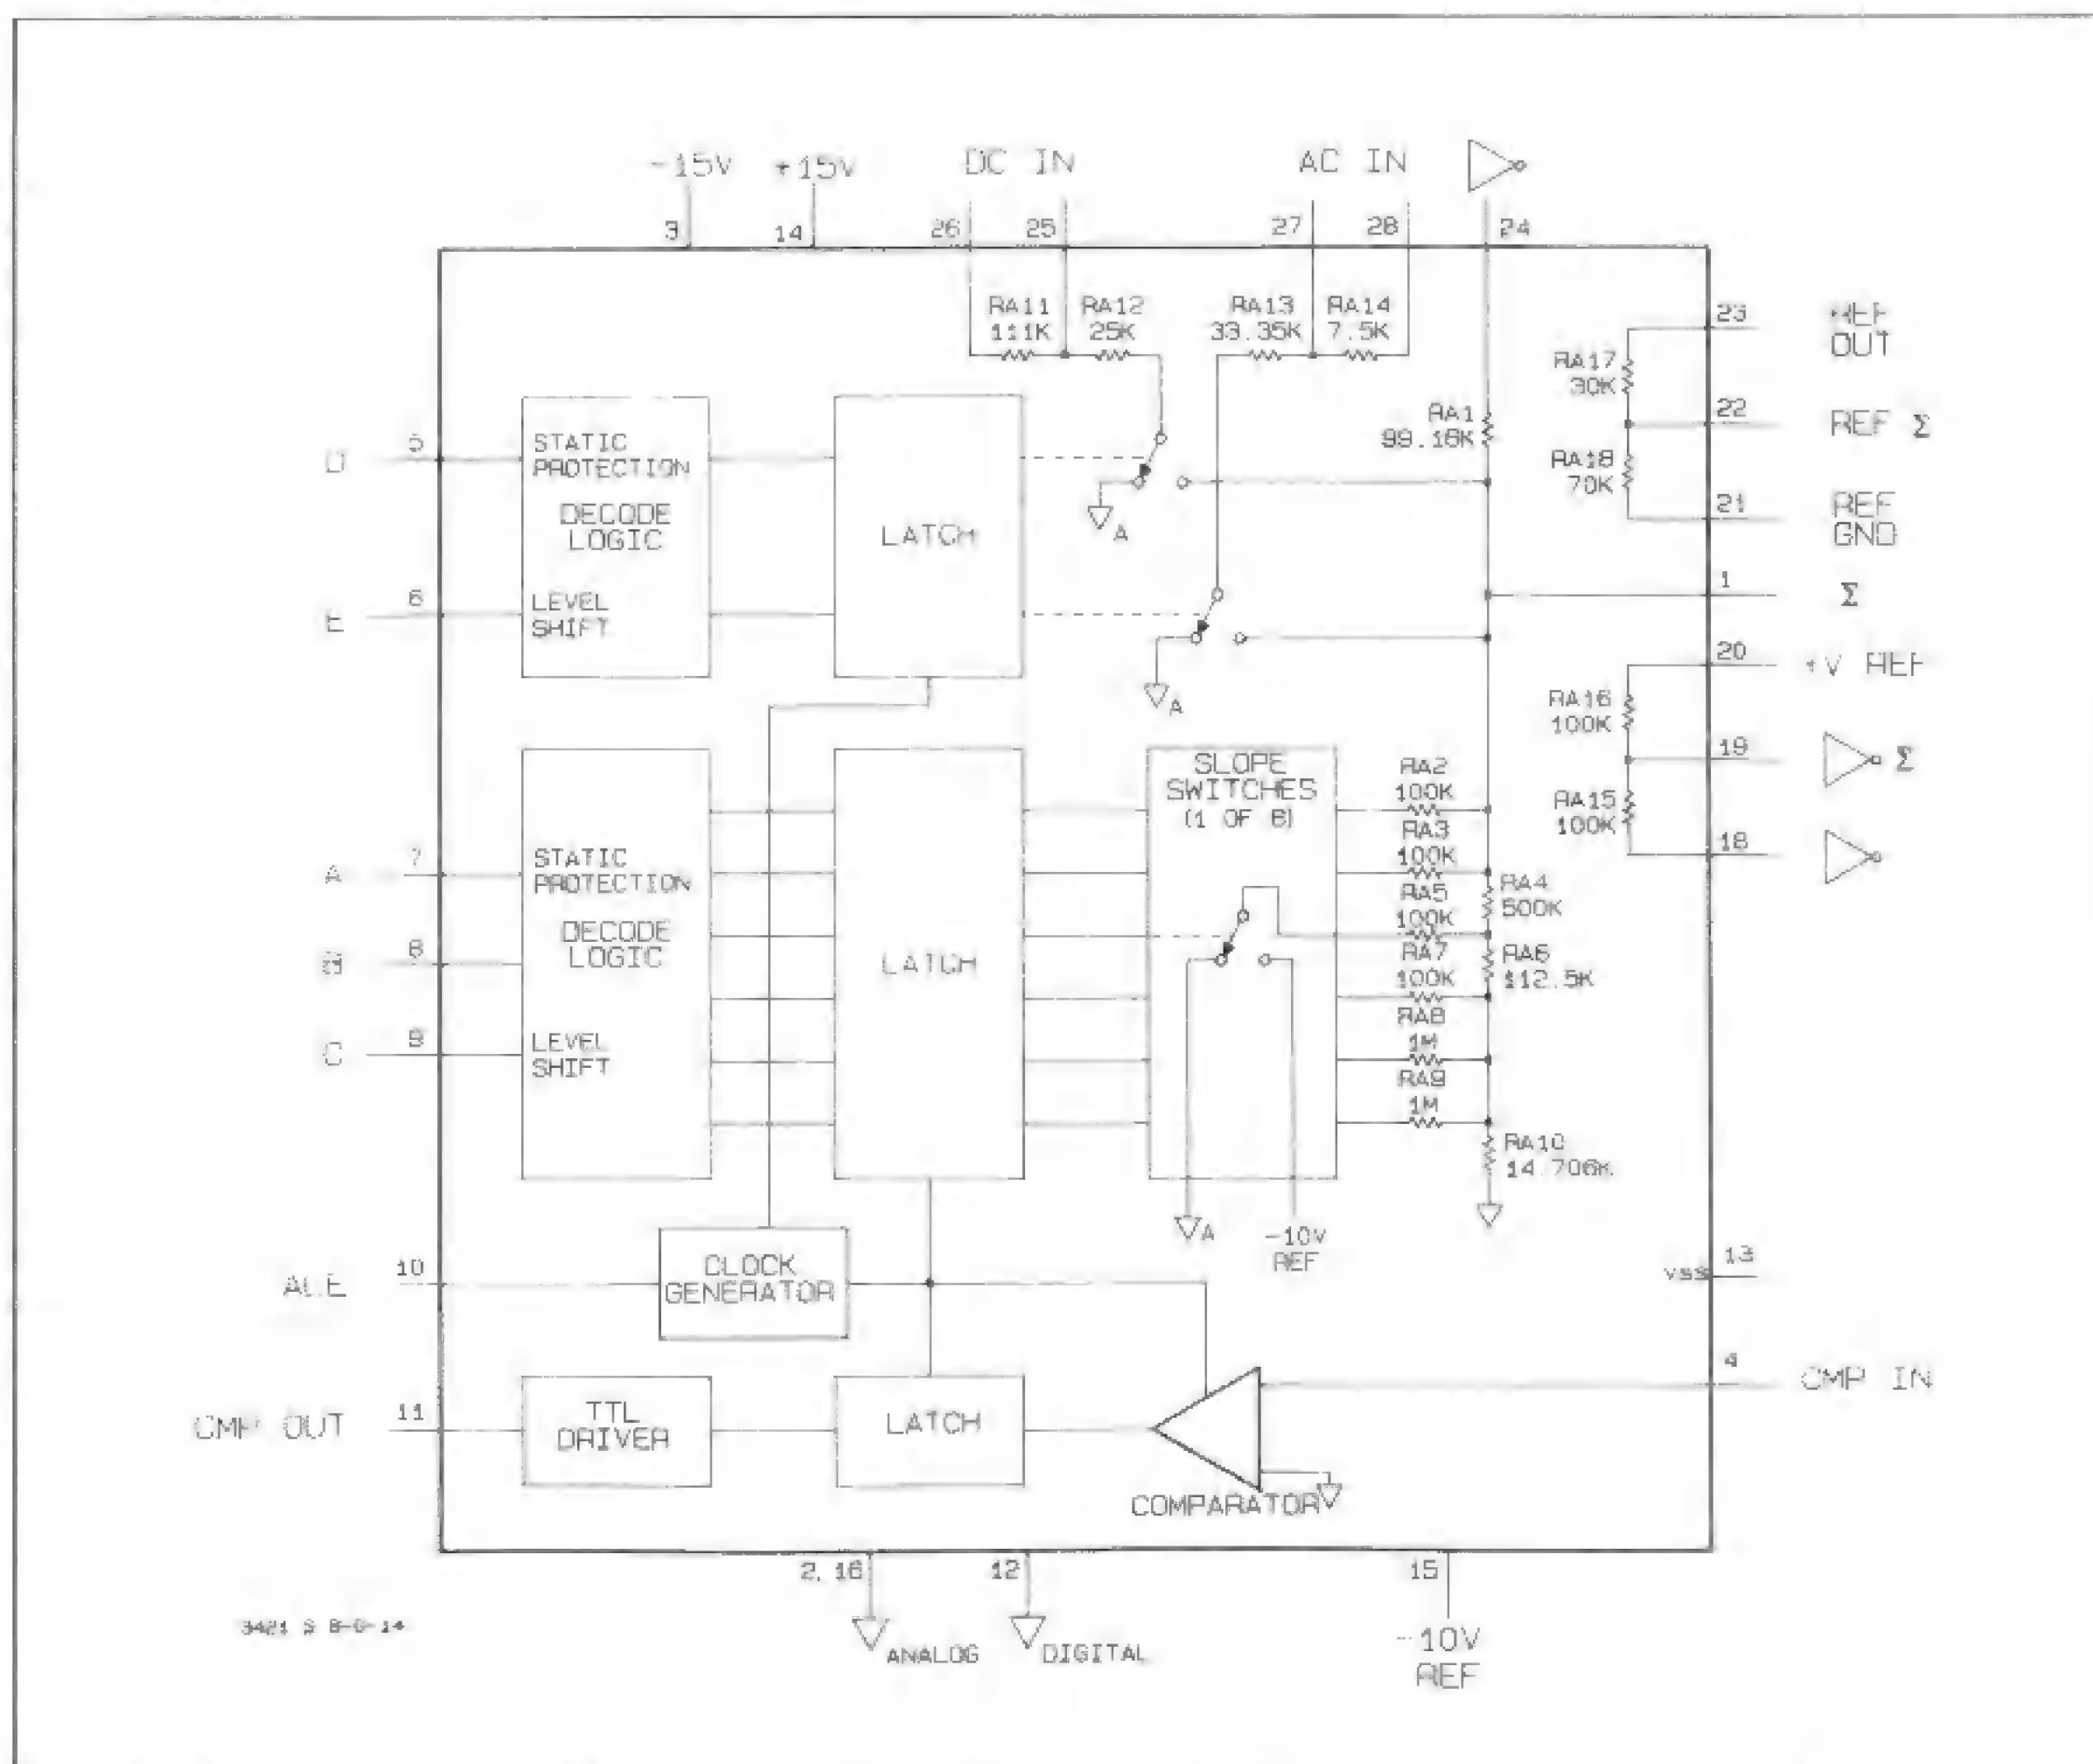 -15V +15V DC IN AC IN
3 14 26 25 27 28 24
RA11 111K
RA12 25K
RA13 33.35K
RA14 7.5K
23 REF OUT
RA17 30K
22 REF Σ
RA1 99.16K
RA18 70K
21 REF GND
D 5
STATIC PROTECTION
DECODE LOGIC
LATCH
A
1 Σ
E 6
LEVEL SHIFT
20 +V REF
A
RA16 100K
19 Σ
RA15 100K
18
SLOPE SWITCHES (1 OF 6)
RA2 100K
RA3 100K
RA4 500K
RA5 100K
RA6 112.5K
RA7 100K
RA8 1M
RA9 1M
RA10 14.706K
A 7
STATIC PROTECTION
B 8
DECODE LOGIC
LATCH
C 9
LEVEL SHIFT
A
-10V REF
ALE 10
CLOCK GENERATOR
VSS 13
4 CMP IN
CMP OUT 11
TTL DRIVER
LATCH
COMPARATOR
2,16 12 15
ANALOG DIGITAL
-10V REF